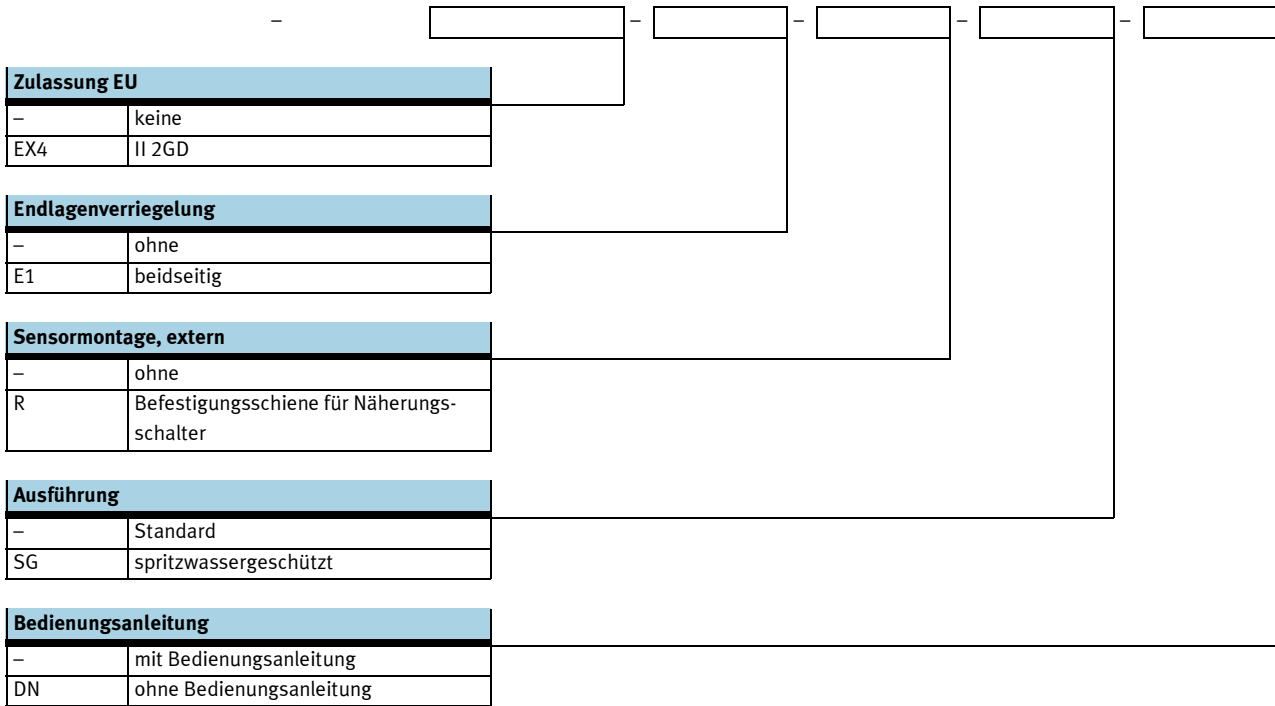 – – – – –
Zulassung EU
– keine
EX4 II 2GD
Endlagenverriegelung
– ohne
E1 beidseitig
Sensormontage, extern
– ohne
R Befestigungsschiene für Näherungs-
schalter
Ausführung
– Standard
SG spritzwassergeschützt
Bedienungsanleitung
– mit Bedienungsanleitung
DN ohne Bedienungsanleitung